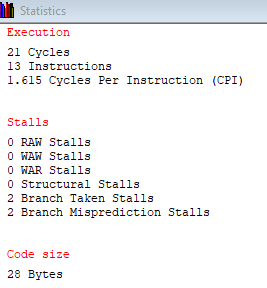 Statistics
Execution
21 Cycles
13 Instructions
1.615 Cycles Per Instruction (CPI)
Stalls
0 RAW Stalls
0 WAW Stalls
0 WAR Stalls
0 Structural Stalls
2 Branch Taken Stalls
2 Branch Misprediction Stalls
Code size
28 Bytes